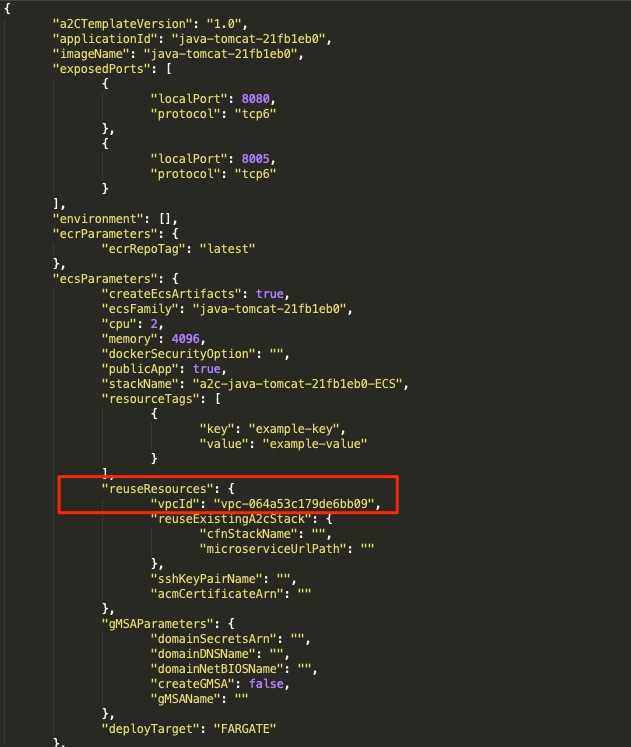 {
"a2CTemplateVersion": "1.0",
"applicationId": "java-tomcat-21fb1eb0",
"imageName": "java-tomcat-21fb1eb0",
"exposedPorts": [
{
"localPort": 8080,
"protocol": "tcp6"
},
{
"localPort": 8005,
"protocol": "tcp6"
}
],
"environment": [],
"ecrParameters": {
"ecrRepoTag": "latest"
},
"ecsParameters": {
"createEcsArtifacts": true,
"ecsFamily": "java-tomcat-21fb1eb0",
"cpu": 2,
"memory": 4096,
"dockerSecurityOption": "",
"publicApp": true,
"stackName": "a2c-java-tomcat-21fb1eb0-ECS",
"resourceTags": [
{
"key": "example-key",
"value": "example-value"
}
],
"reuseResources": {
"vpcId": "vpc-064a53c179de6bb09",
"reuseExistingA2cStack": {
"cfnStackName": "",
"microserviceUrlPath": ""
},
"sshKeyPairName": "",
"acmCertificateArn": ""
},
"gMSAParameters": {
"domainSecretsArn": "",
"domainDNSName": "",
"domainNetBIOSName": "",
"createGMSA": false,
"gMSAName": ""
},
"deployTarget": "FARGATE"
},